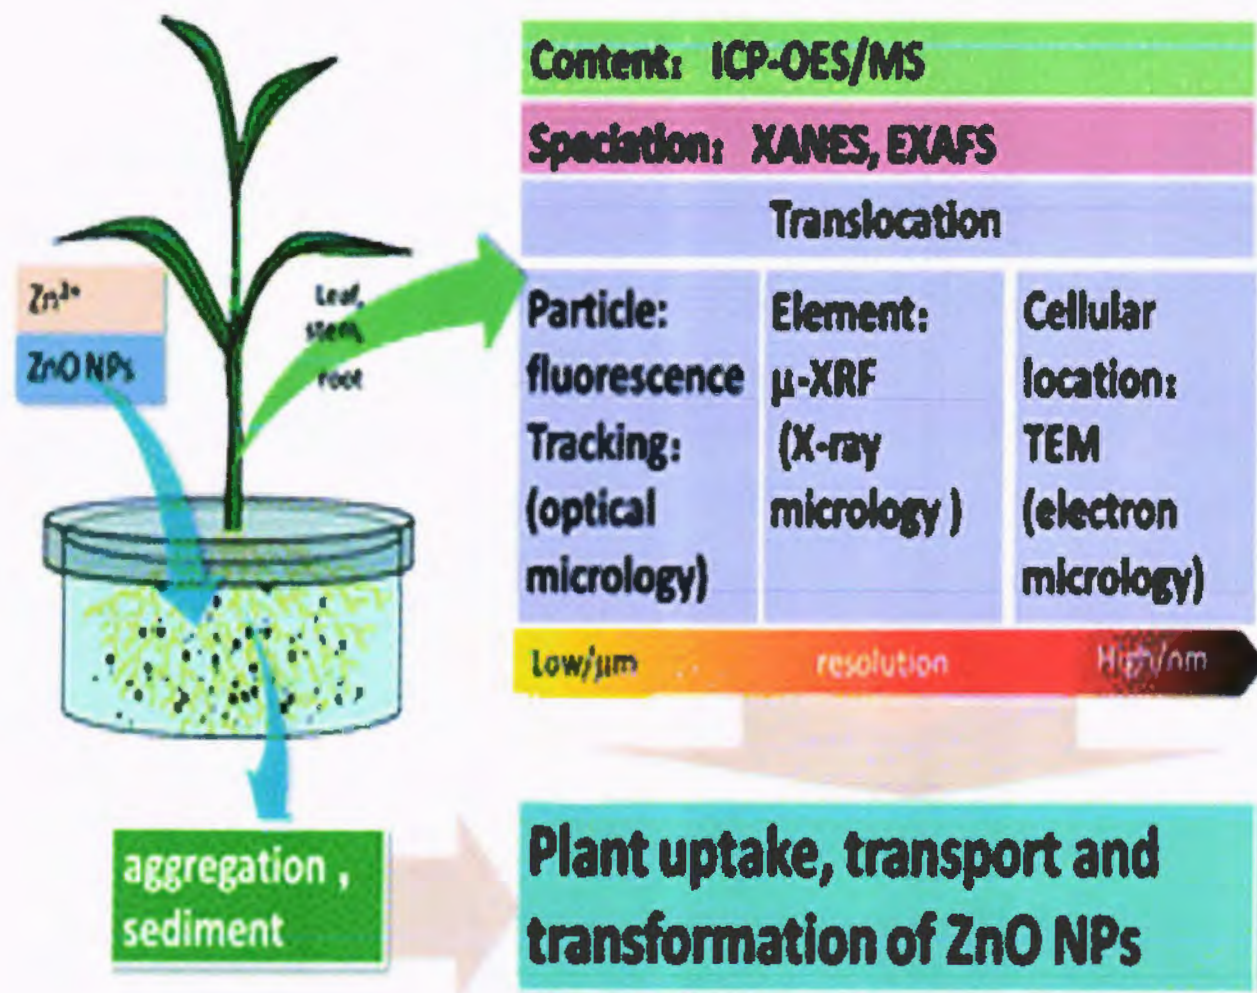 Content: ICP-OES/MS
Speciation: XANES, EXAFS
Translocation
Zn²⁺
ZnO NPs
Leaf,
stem,
root
Particle:
fluorescence
Tracking:
(optical
micrology)
Element:
μ-XRF
(X-ray
micrology )
Cellular
location:
TEM
(electron
micrology)
Low/μm
resolution
High/nm
aggregation ,
sediment
Plant uptake, transport and
transformation of ZnO NPs